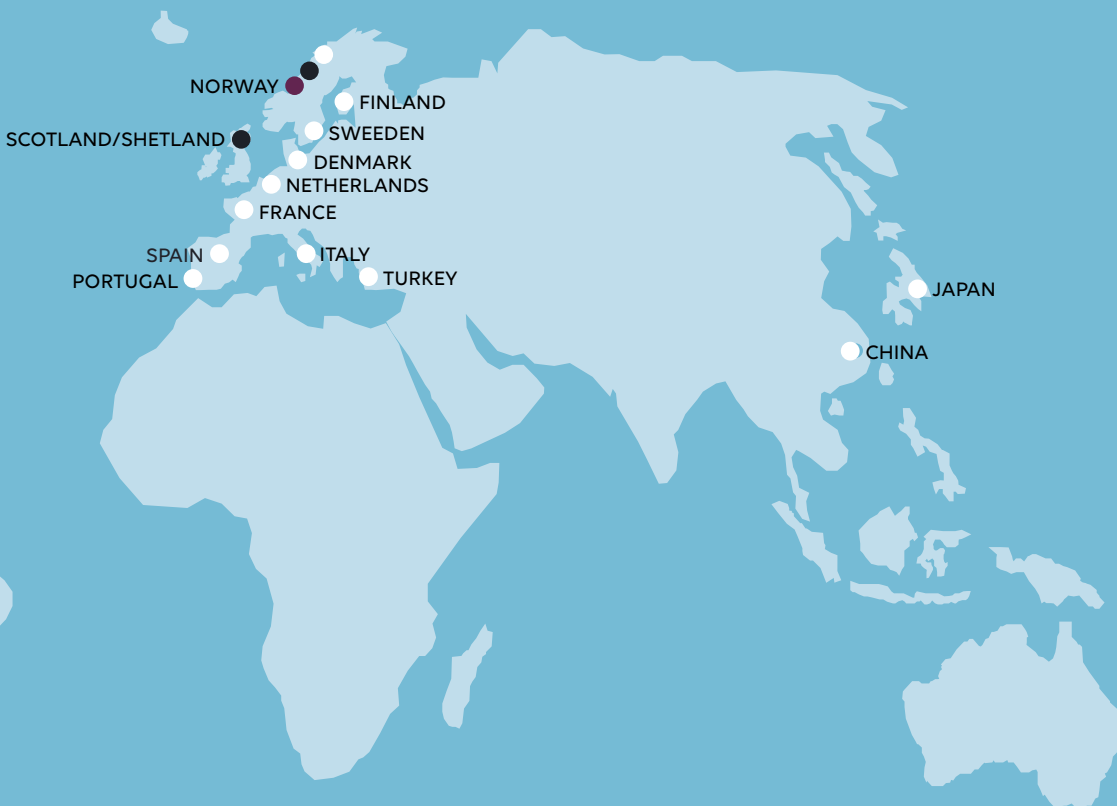 NORWAY
FINLAND
SWEEDEN
SCOTLAND/SHETLAND
DENMARK
NETHERLANDS
FRANCE
SPAIN
ITALY
PORTUGAL
TURKEY
JAPAN
CHINA